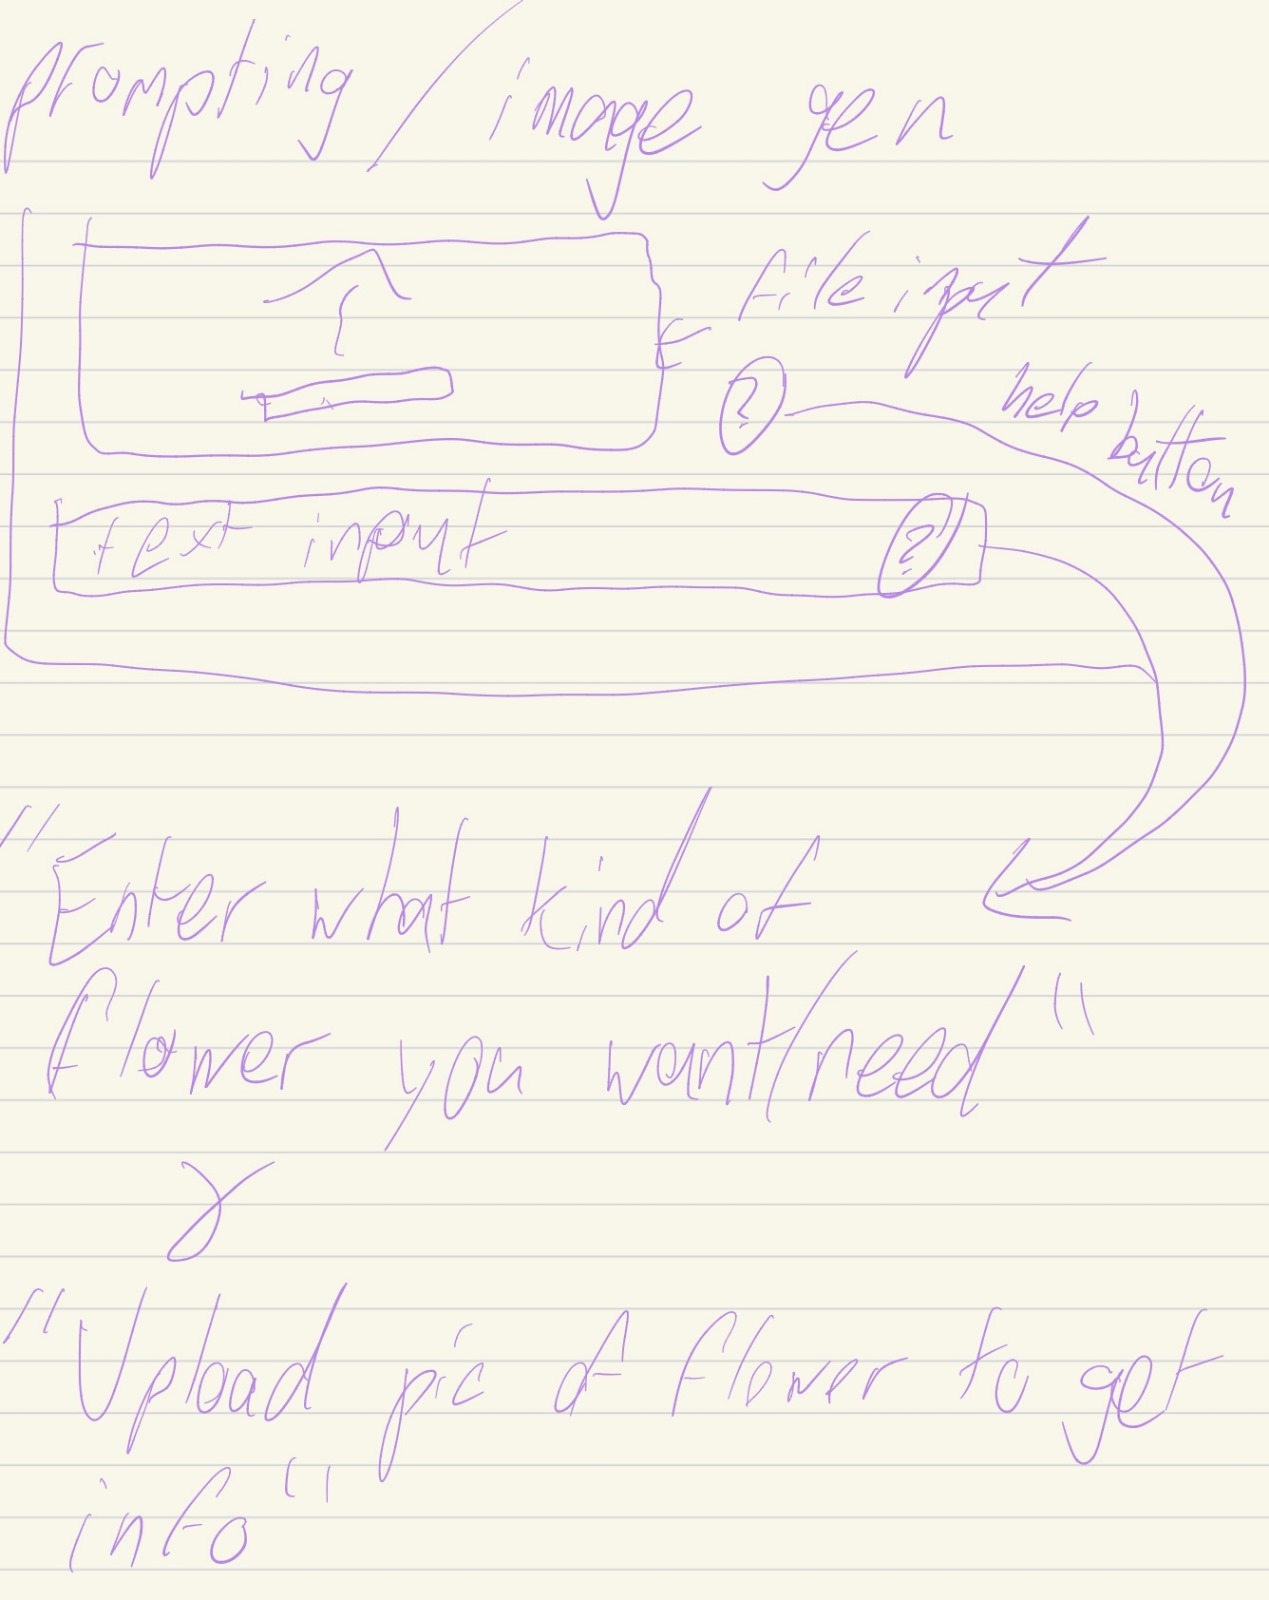 prompting / image gen
file input
?
help
button
text input ?
"Enter what kind of
flower you want/need"
"Upload pic of flower to get
info"